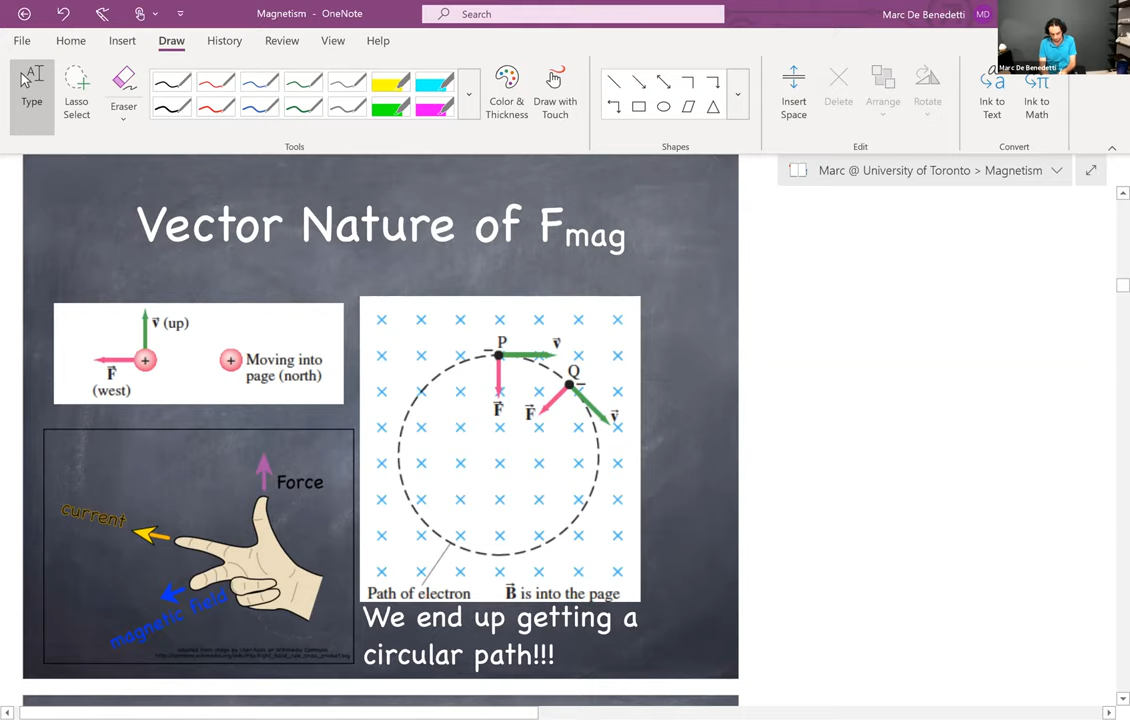 Magnetism - OneNote
Search
Marc De Benedetti
MD
File
Home
Insert
Draw
History
Review
View
Help
Marc De Benedetti
Type
Lasso
Select
Eraser
Color &
Thickness
Draw with
Touch
Insert
Space
Delete
Arrange
Rotate
Ink to
Text
Ink to
Math
Tools
Shapes
Edit
Convert
Marc @ University of Toronto > Magnetism
Vector Nature of Fmag
v (up)
+
F
(west)
+
Moving into
page (north)
P
v
Q
F
F
v
Path of electron
B is into the page
Force
current
magnetic field
We end up getting a
circular path!!!